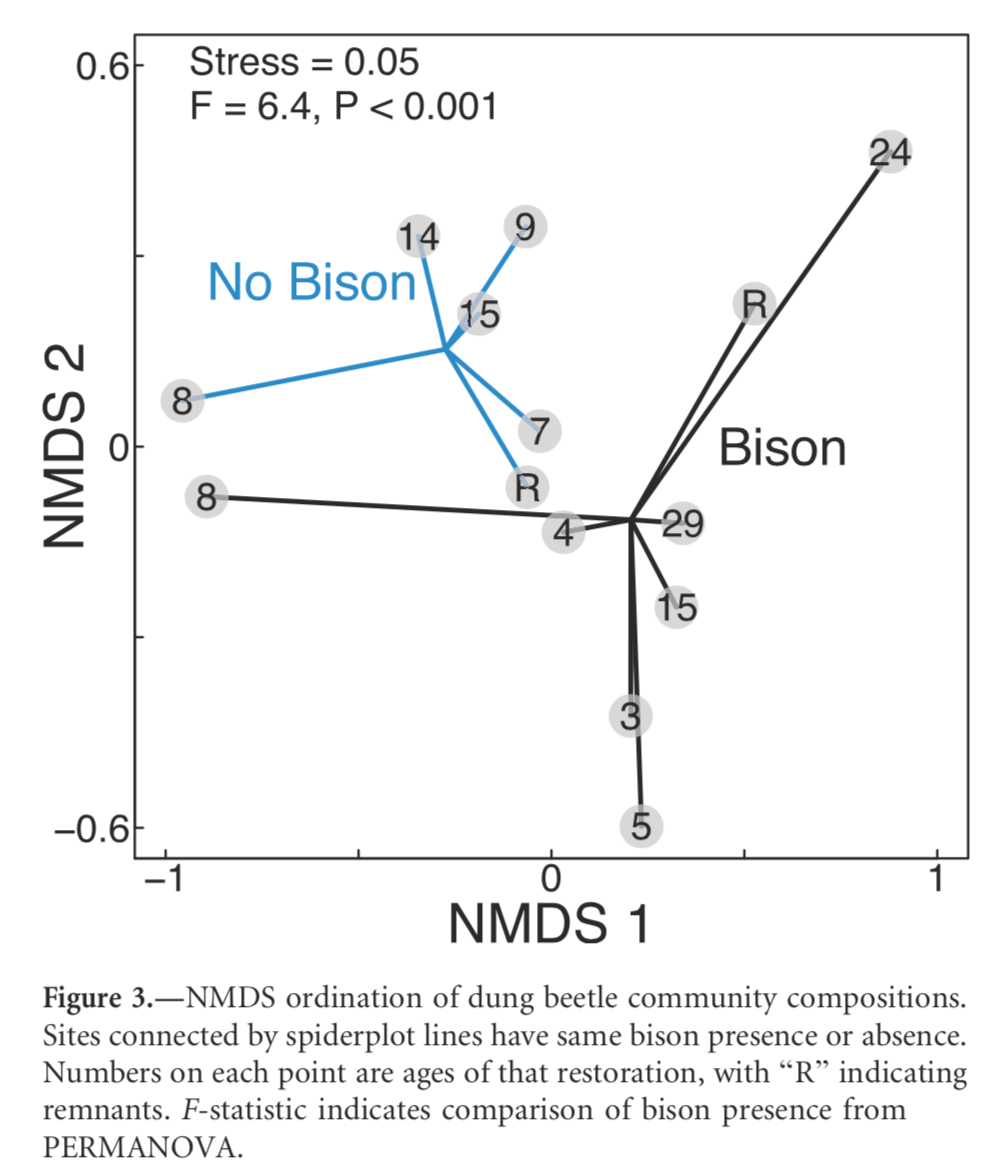 0.6
Stress = 0.05
F = 6.4, P < 0.001
24
14
9
No Bison
R
15
8
7
0
Bison
R
8
4
29
15
3
5
−0.6
NMDS 2
−1
0
1
NMDS 1
Figure 3.—NMDS ordination of dung beetle community compositions.
Sites connected by spiderplot lines have same bison presence or absence.
Numbers on each point are ages of that restoration, with “R” indicating
remnants. F-statistic indicates comparison of bison presence from
PERMANOVA.